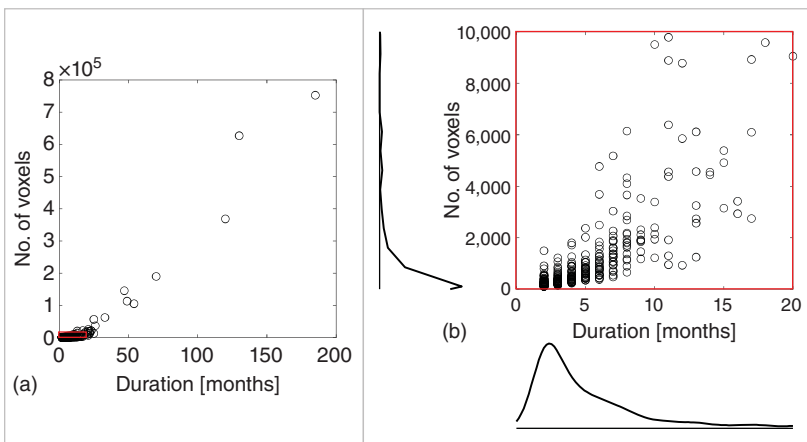 ×10⁵
8
7
6
5
4
3
2
1
0
No. of voxels
0 50 100 150 200
Duration [months]
(a)
10,000
8,000
6,000
4,000
2,000
0
No. of voxels
0 5 10 15 20
Duration [months]
(b)